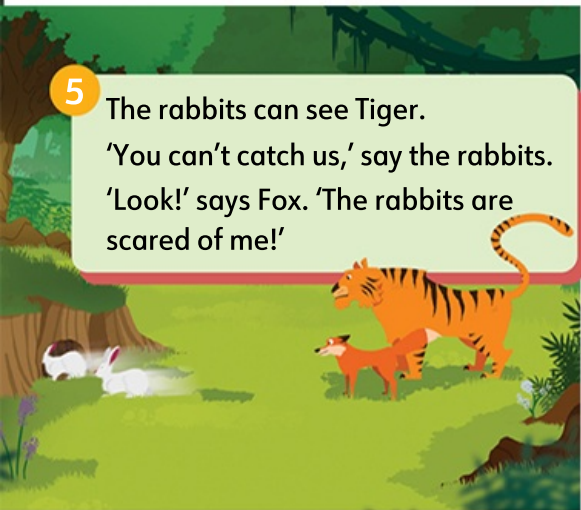 5
The rabbits can see Tiger.
‘You can’t catch us,’ say the rabbits.
‘Look!’ says Fox. ‘The rabbits are
scared of me!’